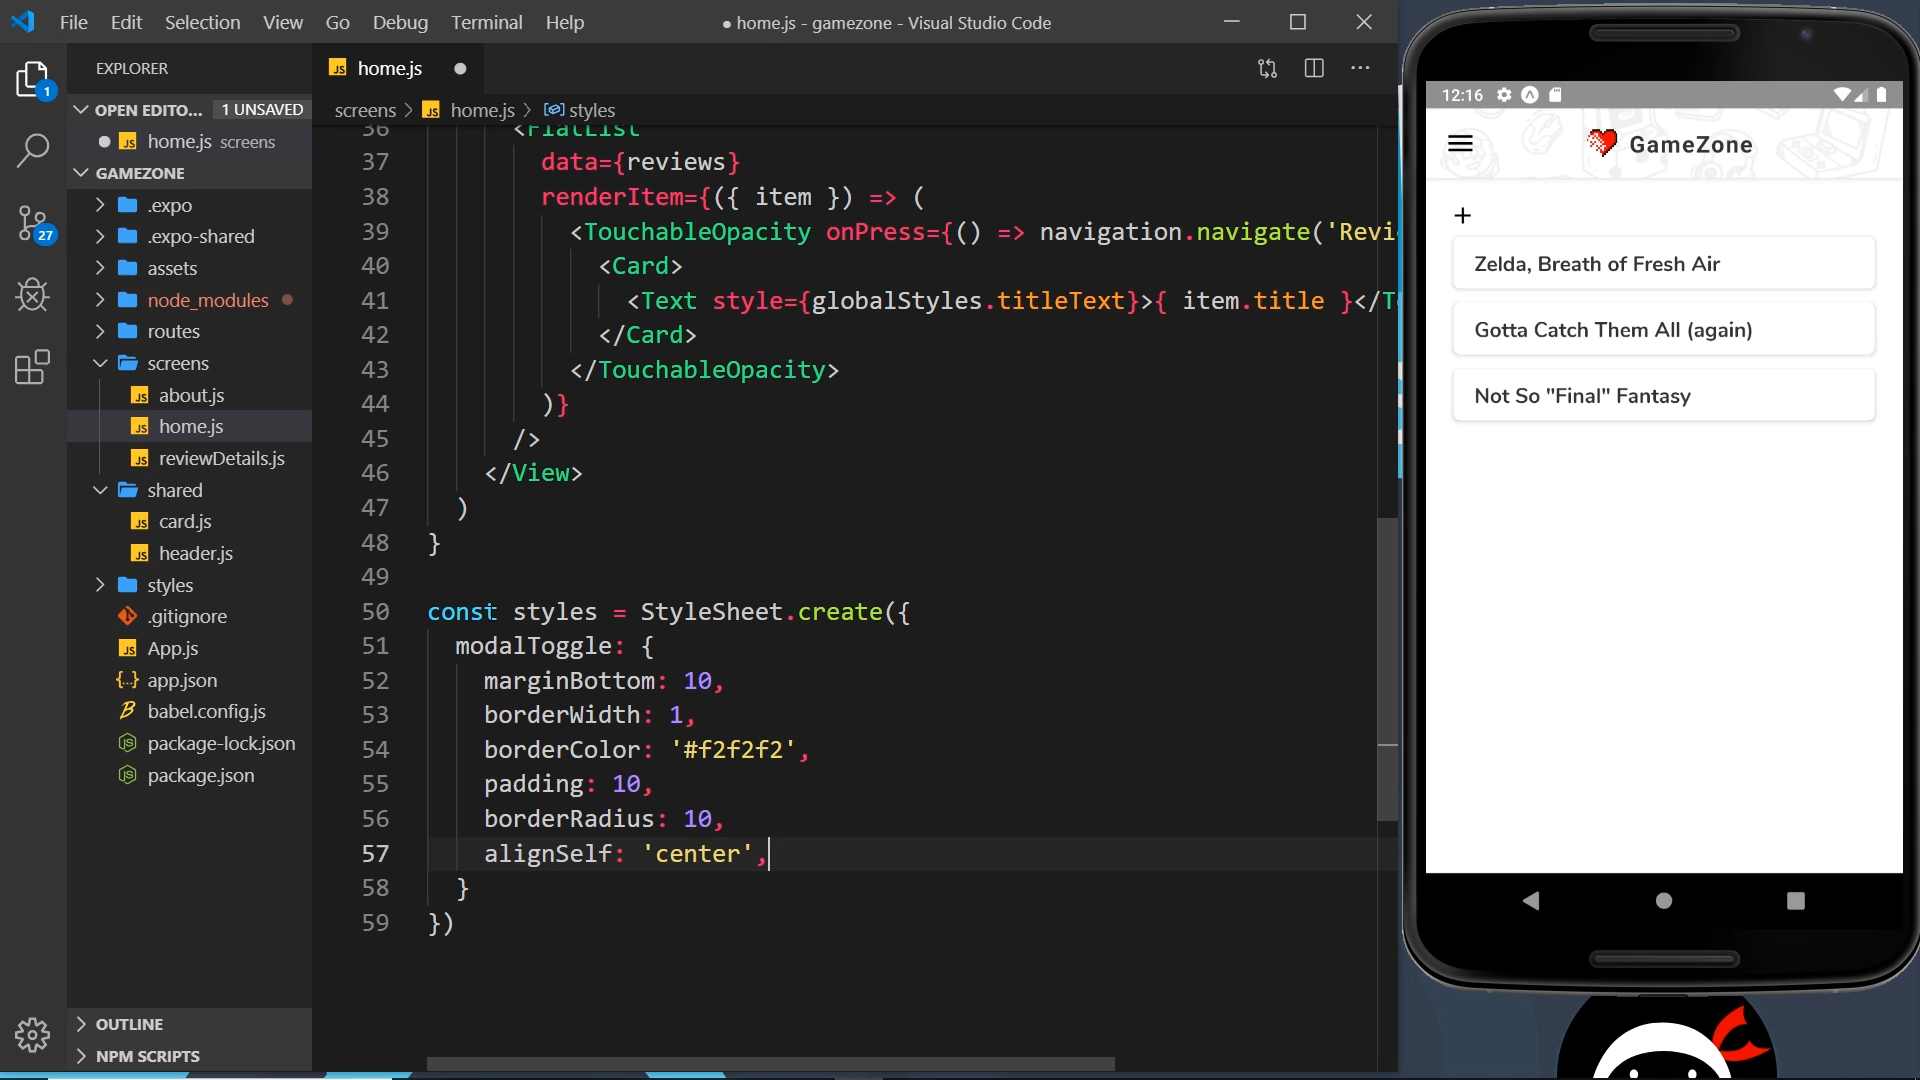 File Edit Selection View Go Debug Terminal Help
● home.js - gamezone - Visual Studio Code
EXPLORER
OPEN EDITO... 1 UNSAVED
home.js screens
GAMEZONE
.expo
.expo-shared
assets
node_modules
routes
screens
about.js
home.js
reviewDetails.js
shared
card.js
header.js
styles
.gitignore
App.js
app.json
babel.config.js
package-lock.json
package.json
OUTLINE
NPM SCRIPTS
1
27
JS home.js
screens > JS home.js > styles
36 <FlatList
37 data={reviews}
38 renderItem={({ item }) => (
39 <TouchableOpacity onPress={() => navigation.navigate('Revi
40 <Card>
41 <Text style={globalStyles.titleText}>{ item.title }</T
42 </Card>
43 </TouchableOpacity>
44 )}
45 />
46 </View>
47 )
48 }
49
50 const styles = StyleSheet.create({
51 modalToggle: {
52 marginBottom: 10,
53 borderWidth: 1,
54 borderColor: '#f2f2f2',
55 padding: 10,
56 borderRadius: 10,
57 alignSelf: 'center',
58 }
59 })
12:16
GameZone
+
Zelda, Breath of Fresh Air
Gotta Catch Them All (again)
Not So "Final" Fantasy